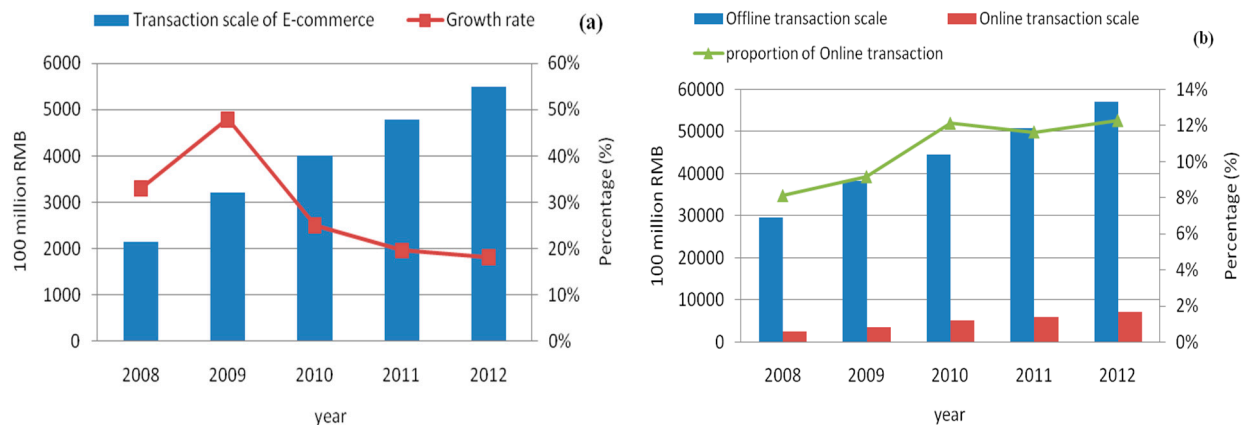 Transaction scale of E-commerce
Growth rate
(a)
6000
5000
4000
3000
2000
1000
0
100 million RMB
60%
50%
40%
30%
20%
10%
0%
Percentage (%)
2008 2009 2010 2011 2012
year
Offline transaction scale
Online transaction scale
proportion of Online transaction
(b)
60000
50000
40000
30000
20000
10000
0
100 million RMB
14%
12%
10%
8%
6%
4%
2%
0%
Percentage (%)
2008 2009 2010 2011 2012
year